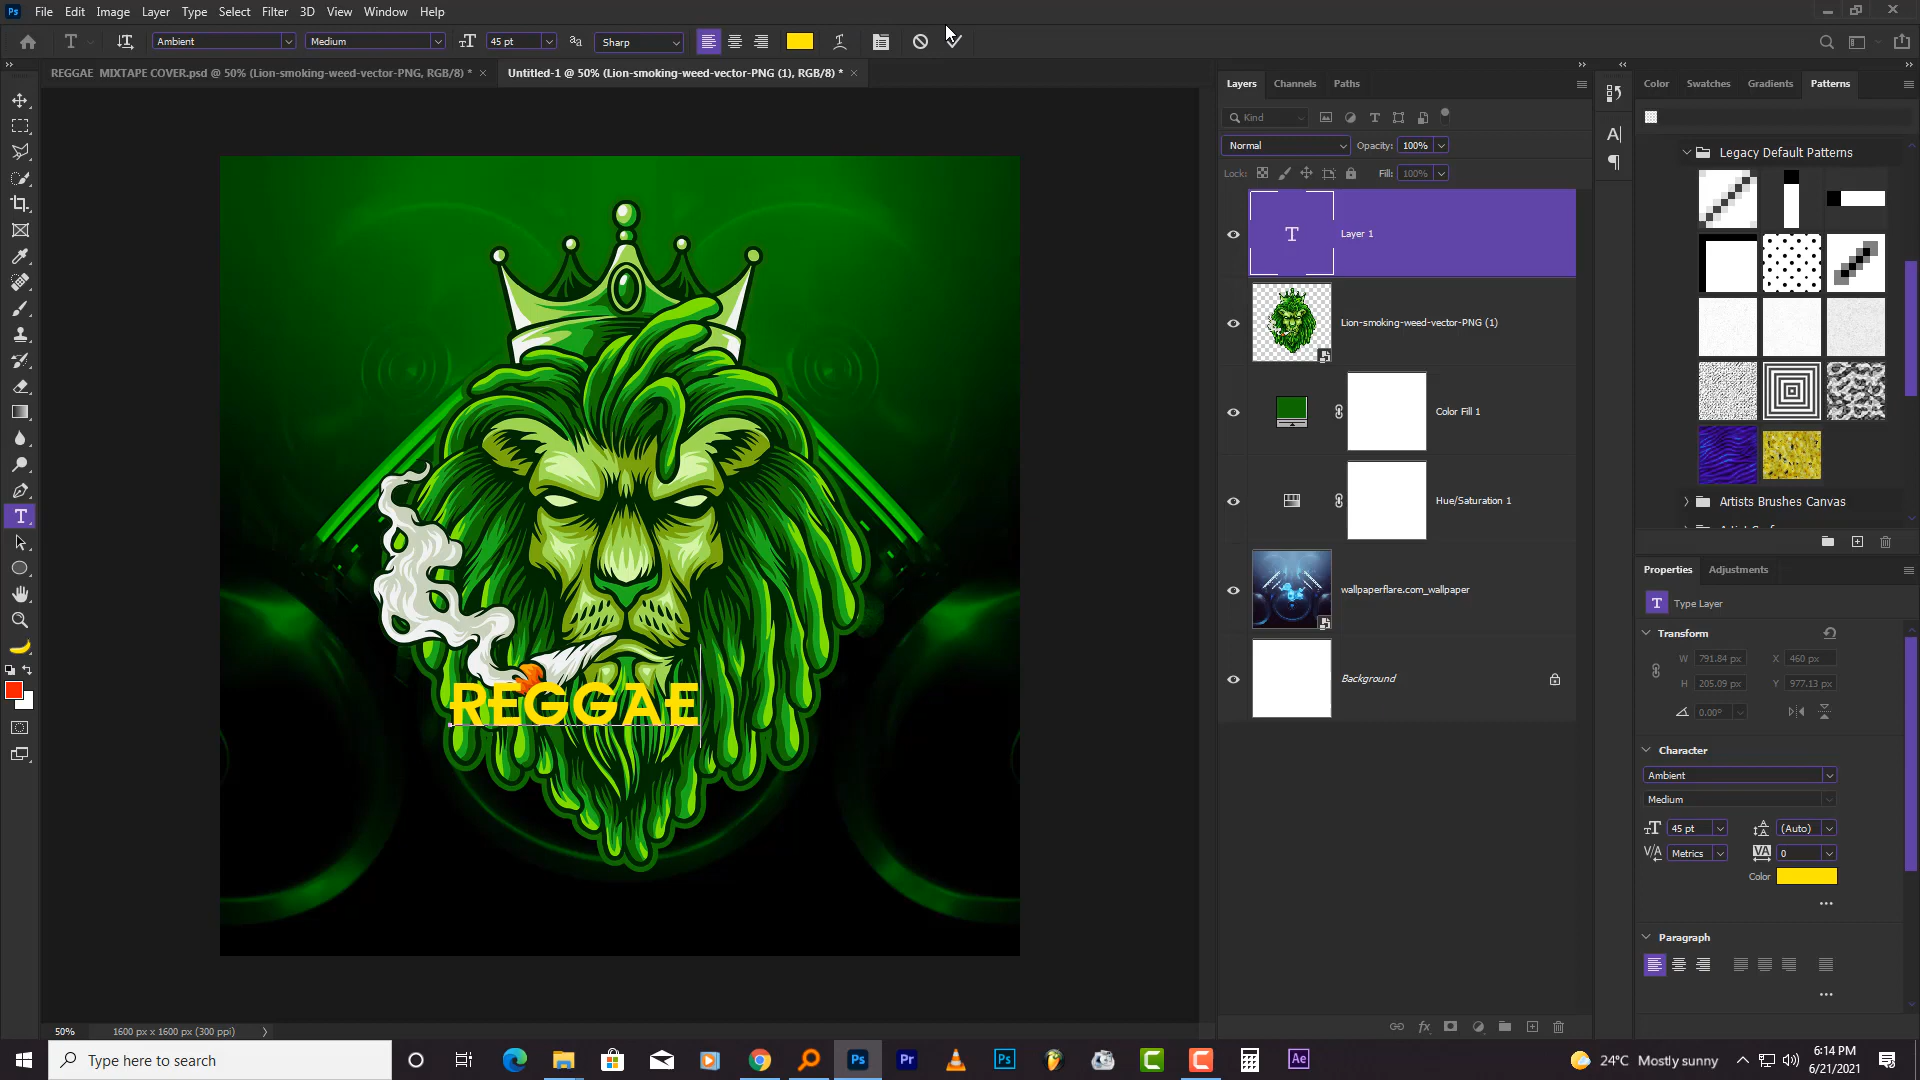 Ps File Edit Image Layer Type Select Filter 3D View Window Help
Ambient Medium 45 pt Sharp
REGGAE  MIXTAPE COVER.psd @ 50% (Lion-smoking-weed-vector-PNG, RGB/8) *
Untitled-1 @ 50% (Lion-smoking-weed-vector-PNG (1), RGB/8) *
REGGAE
50% 1600 px x 1600 px (300 ppi)
Layers Channels Paths
Kind
Normal Opacity: 100%
Lock: Fill: 100%
T Layer 1
Lion-smoking-weed-vector-PNG (1)
Color Fill 1
Hue/Saturation 1
wallpaperflare.com_wallpaper
Background
fx
Color Swatches Gradients Patterns
Legacy Default Patterns
Artists Brushes Canvas
Properties Adjustments
T Type Layer
Transform
W 791.84 px X 460 px
H 205.09 px Y 977.13 px
0.00°
Character
Ambient
Medium
45 pt (Auto)
Metrics 0
Color
Paragraph
Type here to search
Ps Pr Ps C C Ae
24°C Mostly sunny
6:14 PM
6/21/2021